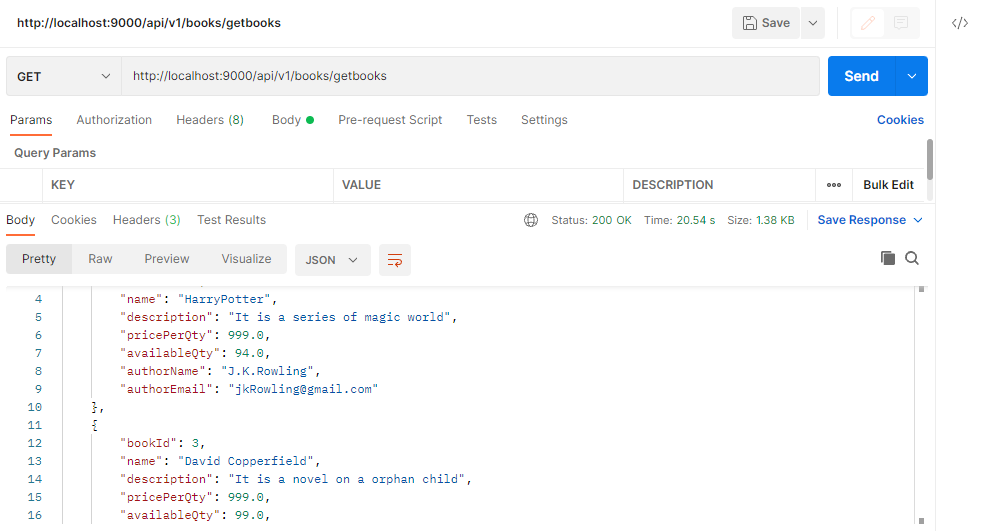 http://localhost:9000/api/v1/books/getbooks
Save
</>
GET http://localhost:9000/api/v1/books/getbooks Send
Params Authorization Headers (8) Body Pre-request Script Tests Settings Cookies
Query Params
KEY VALUE DESCRIPTION ooo Bulk Edit
Body Cookies Headers (3) Test Results Status: 200 OK Time: 20.54 s Size: 1.38 KB Save Response
Pretty Raw Preview Visualize JSON
4 "name": "HarryPotter",
5 "description": "It is a series of magic world",
6 "pricePerQty": 999.0,
7 "availableQty": 94.0,
8 "authorName": "J.K.Rowling",
9 "authorEmail": "jkRowling@gmail.com"
10 },
11 {
12 "bookId": 3,
13 "name": "David Copperfield",
14 "description": "It is a novel on a orphan child",
15 "pricePerQty": 999.0,
16 "availableQty": 99.0,